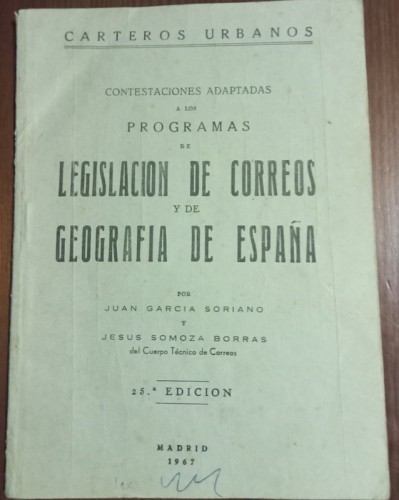 CARTEROS URBANOS
CONTESTACIONES ADAPTADAS
A LOS
PROGRAMAS
DE
LEGISLACION DE CORREOS
Y DE
GEOGRAFIA DE ESPAÑA
POR
JUAN GARCIA SORIANO
Y
JESUS SOMOZA BORRAS
del Cuerpo Técnico de Correos
25.ª EDICION
MADRID
1967